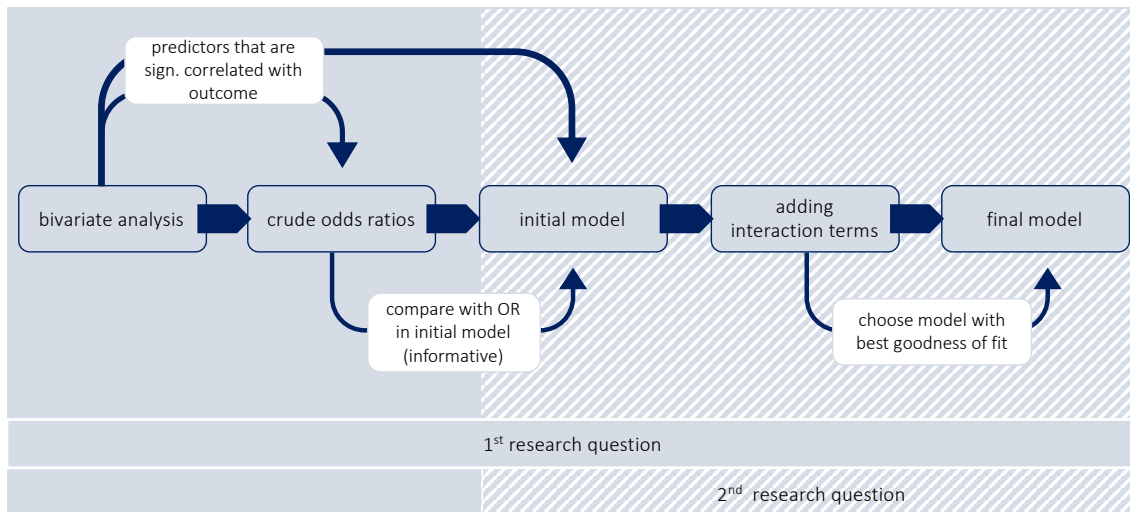 predictors that are
sign. correlated with
outcome
bivariate analysis
crude odds ratios
initial model
adding
interaction terms
final model
compare with OR
in initial model
(informative)
choose model with
best goodness of fit
1st research question
2nd research question